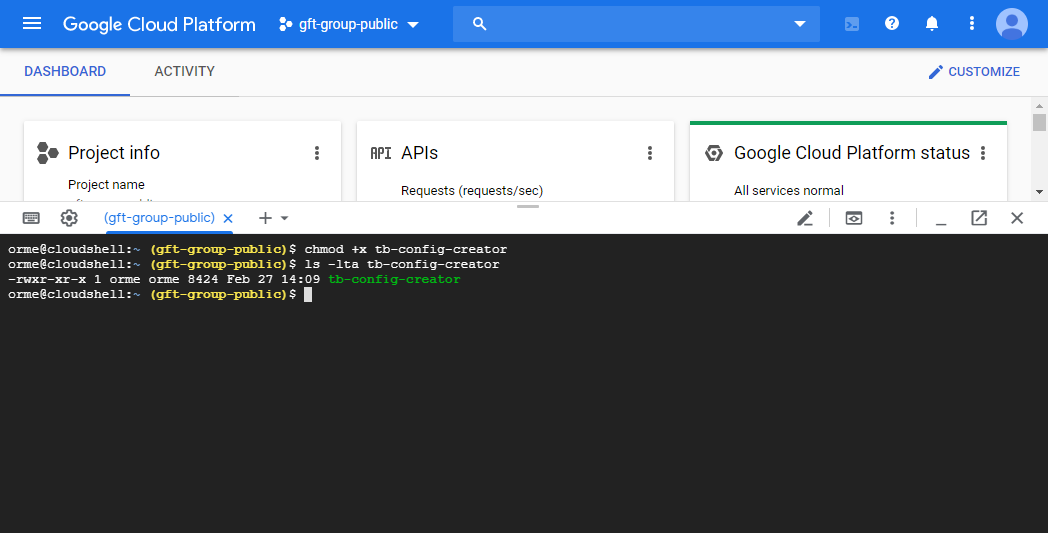 Google Cloud Platform gft-group-public
DASHBOARD ACTIVITY CUSTOMIZE
Project info
Project name
API APIs
Requests (requests/sec)
Google Cloud Platform status
All services normal
(gft-group-public)
orme@cloudshell:~ (gft-group-public)$ chmod +x tb-config-creator
orme@cloudshell:~ (gft-group-public)$ ls -lta tb-config-creator
-rwxr-xr-x 1 orme orme 8424 Feb 27 14:09 tb-config-creator
orme@cloudshell:~ (gft-group-public)$